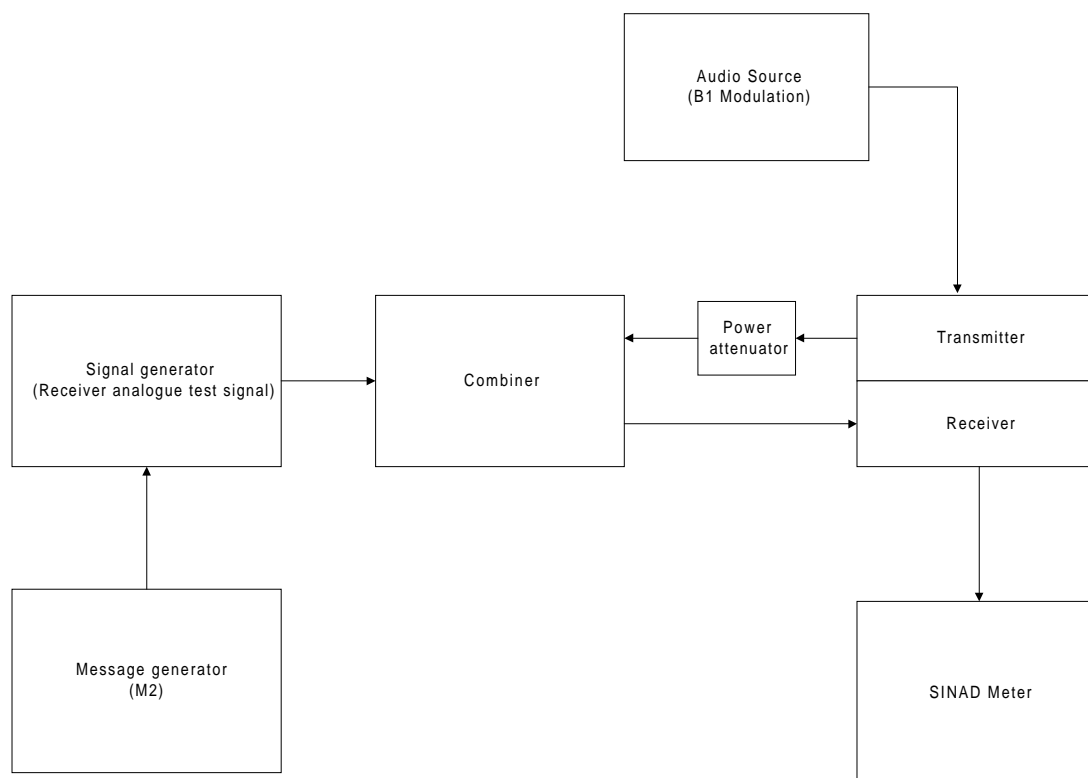 Audio Source
(B1 Modulation)
Signal generator
(Receiver analogue test signal)
Combiner
Power
attenuator
Transmitter
Receiver
Message generator
(M2)
SINAD Meter